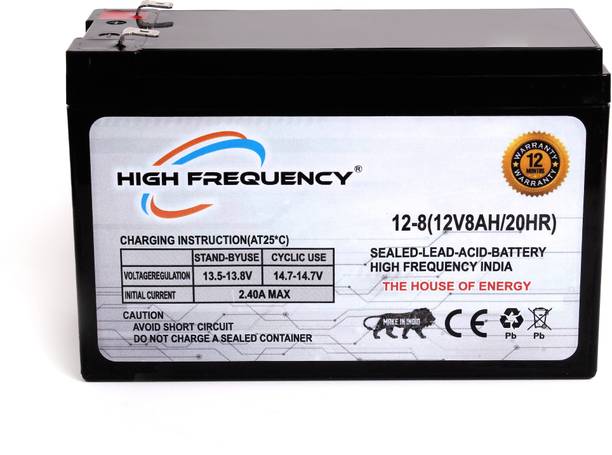 HIGH FREQUENCY®
WARRANTY
12
MONTHS
WARRANTY
12-8(12V8AH/20HR)
CHARGING INSTRUCTION(AT25°C)
STAND-BYUSE CYCLIC USE
VOLTAGEREGULATION 13.5-13.8V 14.7-14.7V
INITIAL CURRENT 2.40A MAX
SEALED-LEAD-ACID-BATTERY
HIGH FREQUENCY INDIA
THE HOUSE OF ENERGY
CAUTION
AVOID SHORT CIRCUIT
DO NOT CHARGE A SEALED CONTAINER
MAKE IN INDIA
CE
Pb Pb